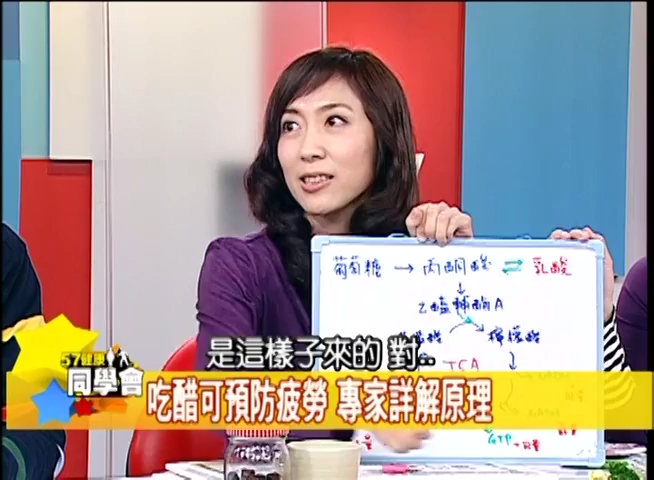 葡萄糖 → 丙酮酸 ⇌ 乳酸
↓
乙醯輔酶A
檸檬酸
TCA
GTP
是這樣子來的 對..
57健康
同學會
吃醋可預防疲勞 專家詳解原理